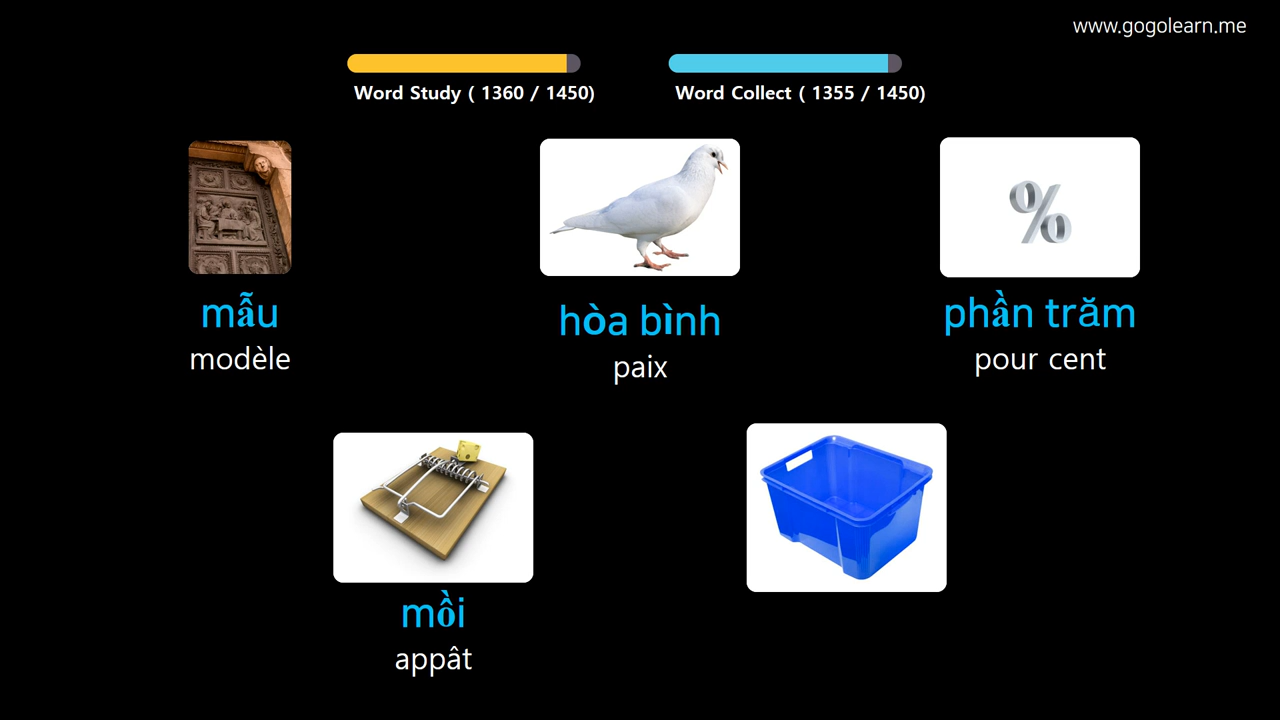 www.gogolearn.me
Word Study ( 1360 / 1450)
Word Collect ( 1355 / 1450)
%
mẫu
modèle
hòa bình
paix
phần trăm
pour cent
mồi
appât